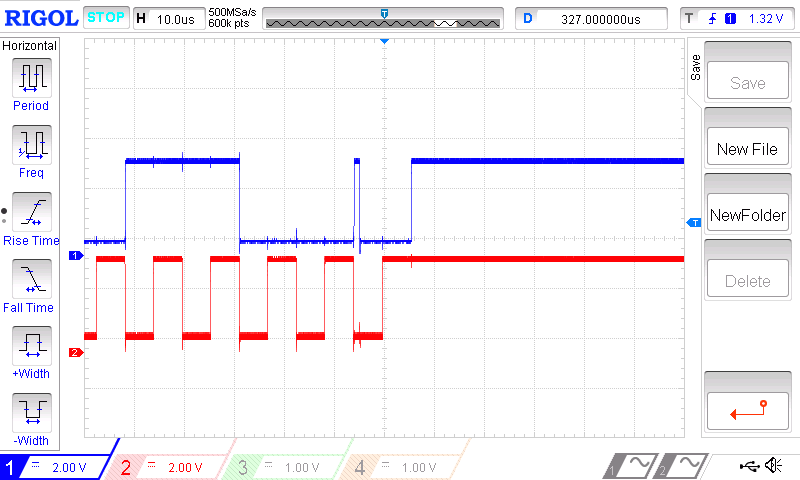 RIGOL STOP H 10.0us 500MSa/s D 327.000000us T 1 1.32 V
600k pts
T
Horizontal
Period
Freq
Rise Time
Fall Time
+Width
-Width
Save
Save
New File
NewFolder
Delete
T
1
2
1 2.00 V 2 2.00 V 3 1.00 V 4 1.00 V 1 2